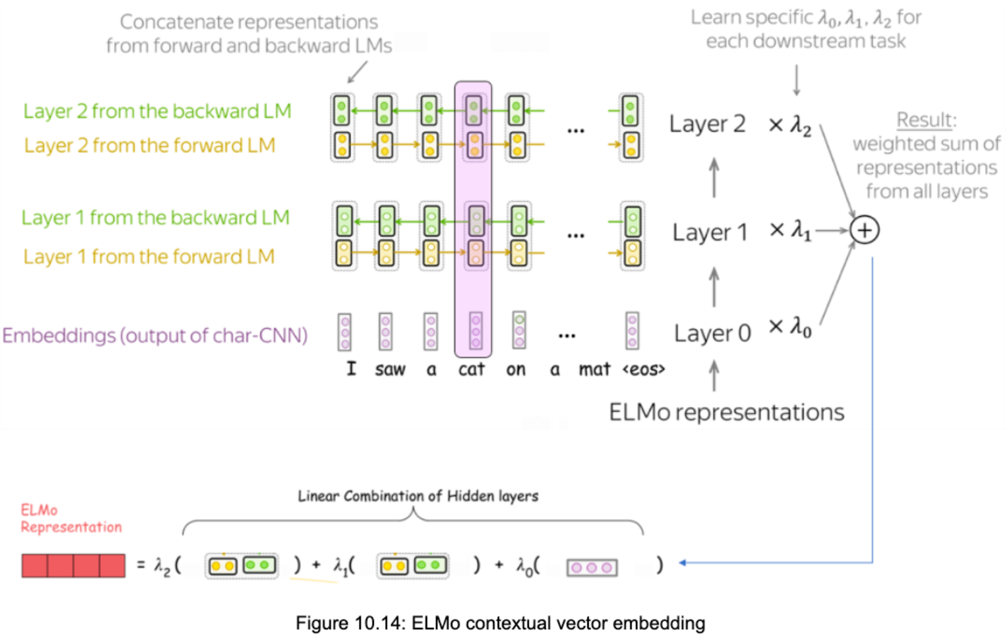 Concatenate representations
from forward and backward LMs
Learn specific λ₀, λ₁, λ₂ for
each downstream task
Layer 2 from the backward LM
Layer 2 from the forward LM
...
Layer 2 × λ₂
Result:
weighted sum of
representations
from all layers
Layer 1 from the backward LM
Layer 1 from the forward LM
...
Layer 1 × λ₁
+
Embeddings (output of char-CNN)
...
Layer 0 × λ₀
I saw a cat on a mat <eos>
ELMo representations
Linear Combination of Hidden layers
ELMo
Representation
= λ₂( ) + λ₁( ) + λ₀( )
Figure 10.14: ELMo contextual vector embedding